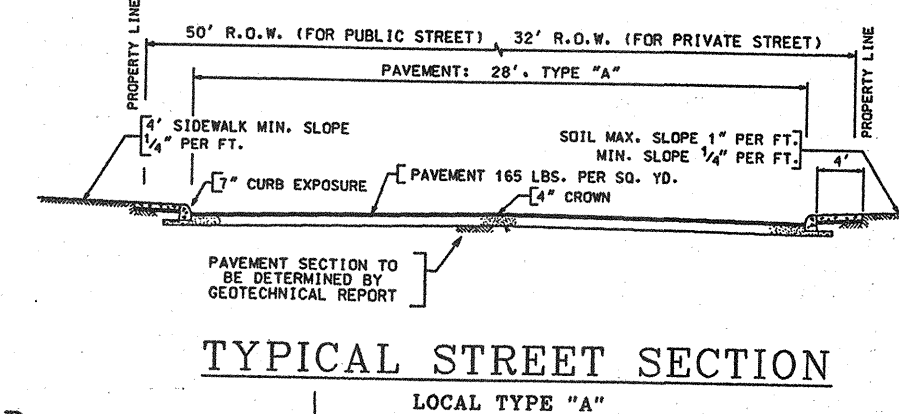 PROPERTY LINE
50' R.O.W. (FOR PUBLIC STREET) 32' R.O.W. (FOR PRIVATE STREET)
PROPERTY LINE
PAVEMENT: 28'. TYPE "A"
4' SIDEWALK MIN. SLOPE
1/4" PER FT.
SOIL MAX. SLOPE 1" PER FT.
MIN. SLOPE 1/4" PER FT.
4'
7" CURB EXPOSURE
PAVEMENT 165 LBS. PER SQ. YD.
4" CROWN
PAVEMENT SECTION TO
BE DETERMINED BY
GEOTECHNICAL REPORT
TYPICAL STREET SECTION
LOCAL TYPE "A"